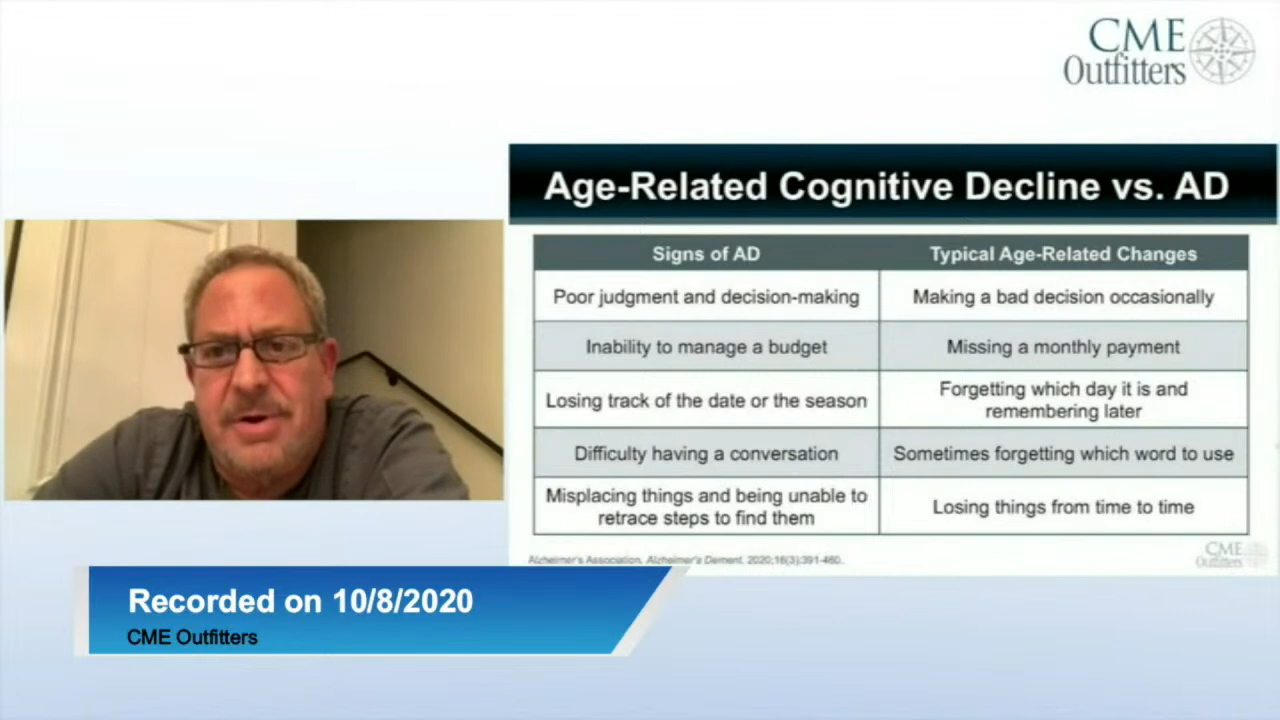 CME
Outfitters
Age-Related Cognitive Decline vs. AD
Signs of AD
Typical Age-Related Changes
Poor judgment and decision-making
Making a bad decision occasionally
Inability to manage a budget
Missing a monthly payment
Losing track of the date or the season
Forgetting which day it is and
remembering later
Difficulty having a conversation
Sometimes forgetting which word to use
Misplacing things and being unable to
retrace steps to find them
Losing things from time to time
Alzheimer's Association. Alzheimer's Dement. 2020;16(3):391-460.
CME
Outfitters
Recorded on 10/8/2020
CME Outfitters